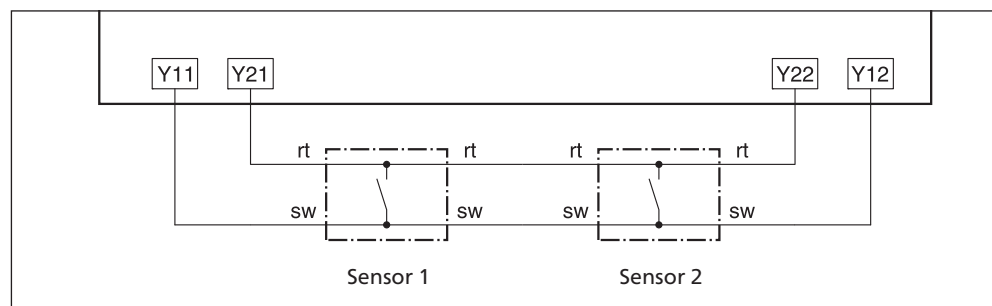 Y11 Y21 Y22 Y12
rt rt rt rt
sw sw sw sw
Sensor 1 Sensor 2